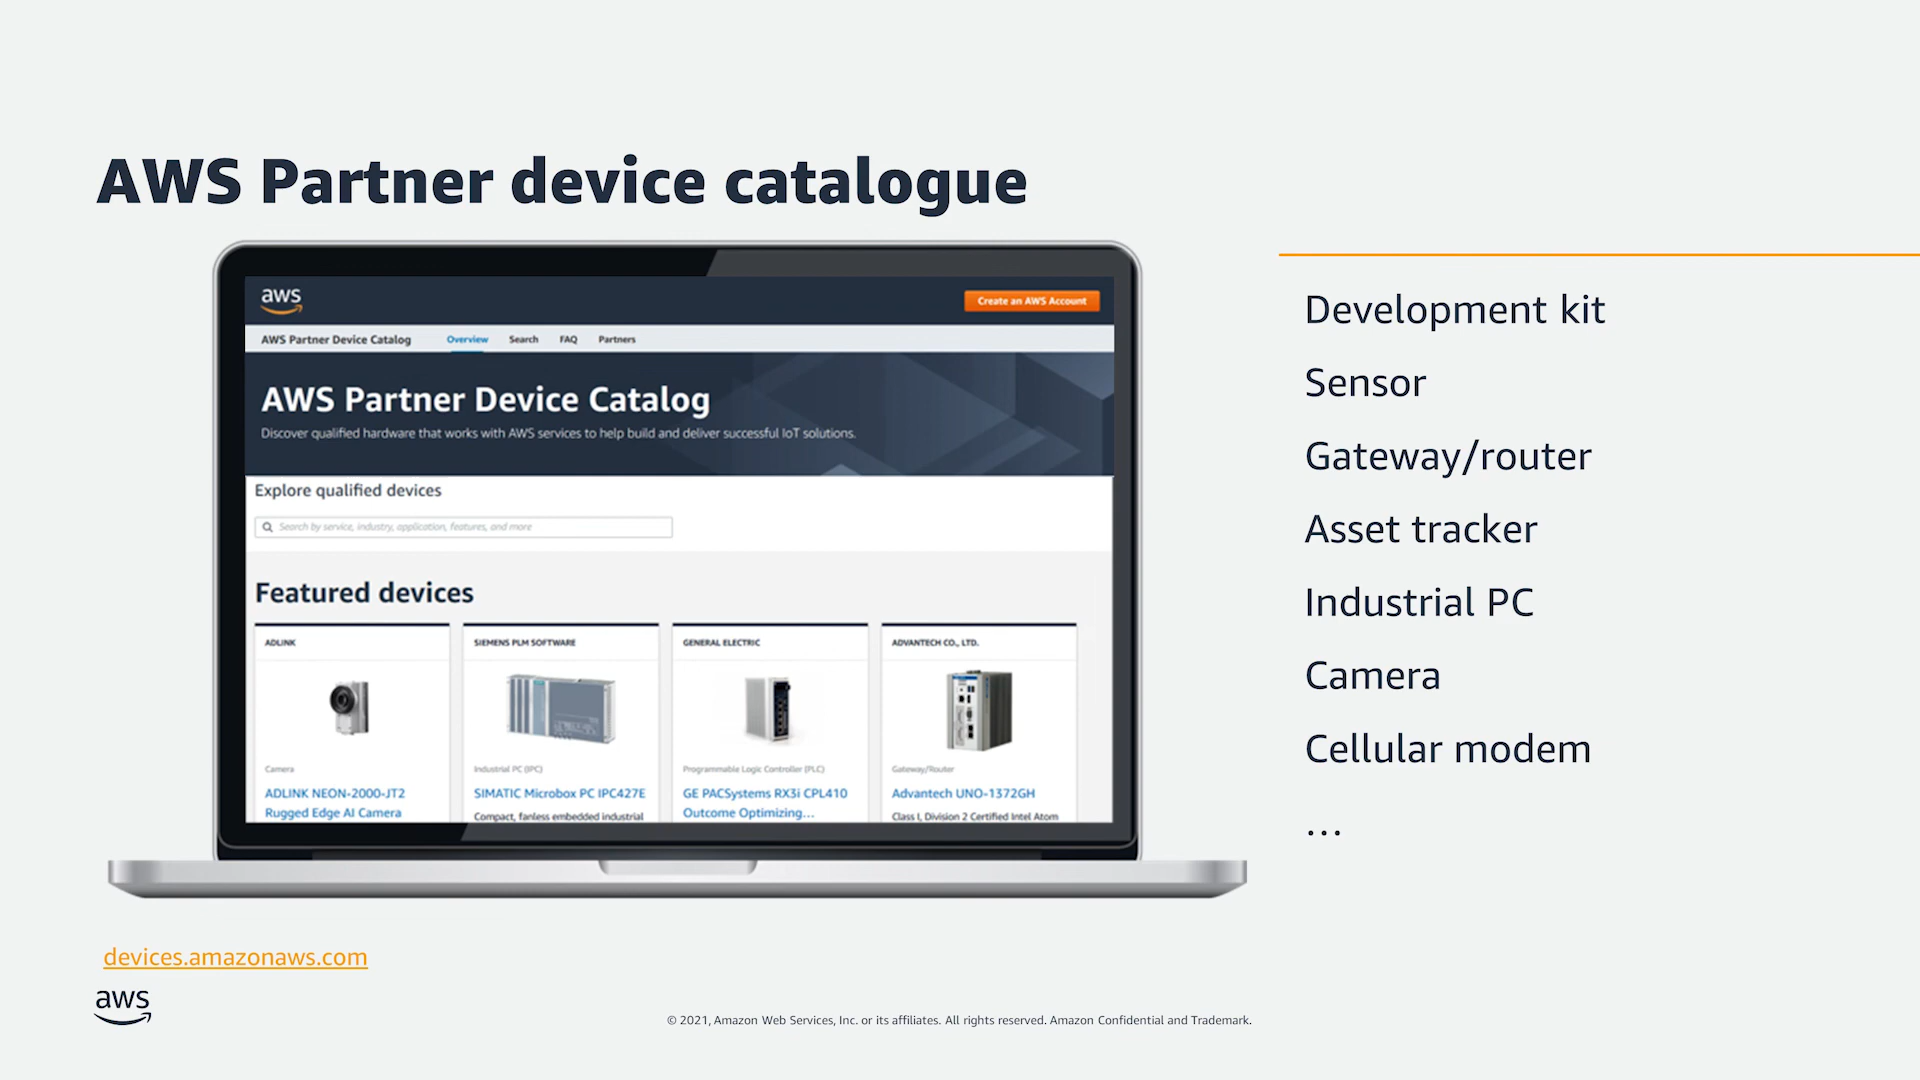 AWS Partner device catalogue
aws
Create an AWS Account
AWS Partner Device Catalog Overview Search FAQ Partners
AWS Partner Device Catalog
Discover qualified hardware that works with AWS services to help build and deliver successful IoT solutions.
Explore qualified devices
Search by service, industry, application, features, and more
Featured devices
ADLINK
Camera
ADLINK NEON-2000-JT2
Rugged Edge AI Camera
SIEMENS PLM SOFTWARE
Industrial PC (IPC)
SIMATIC Microbox PC IPC427E
Compact, fanless embedded industrial
GENERAL ELECTRIC
Programmable Logic Controller (PLC)
GE PACSystems RX3i CPL410
Outcome Optimizing...
ADVANTECH CO., LTD.
Gateway/Router
Advantech UNO-1372GH
Class I, Division 2 Certified Intel Atom
Development kit
Sensor
Gateway/router
Asset tracker
Industrial PC
Camera
Cellular modem
...
devices.amazonaws.com
aws
© 2021, Amazon Web Services, Inc. or its affiliates. All rights reserved. Amazon Confidential and Trademark.